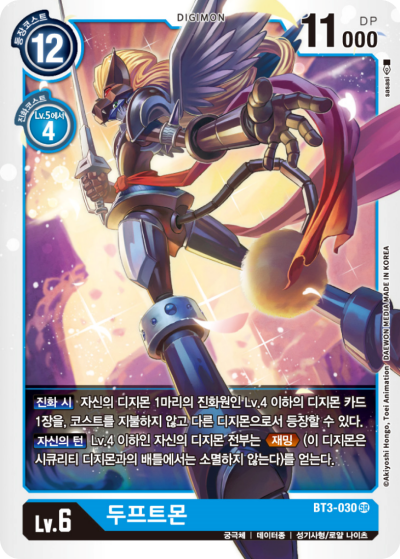 등장코스트
12
DIGIMON
DP
11000
진화코스트
Lv.5에서
4
sasasi
©Akiyoshi Hongo, Toei Animation, DAEWON MEDIA MADE IN KOREA
진화 시 자신의 디지몬 1마리의 진화원인 Lv.4 이하의 디지몬 카드
1장을, 코스트를 지불하지 않고 다른 디지몬으로서 등장할 수 있다.
자신의 턴 Lv.4 이하인 자신의 디지몬 전부는 재밍 (이 디지몬은
시큐리티 디지몬과의 배틀에서는 소멸하지 않는다)를 얻는다.
BT3-030 SR
Lv.6
두프트몬
궁극체 | 데이터종 | 성기사형/로얄 나이츠